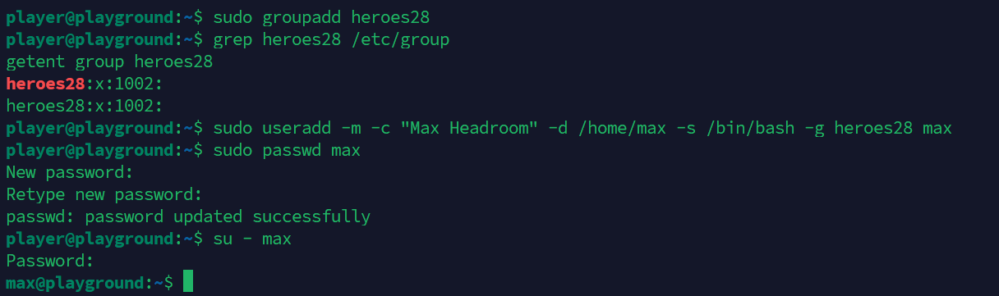 player@playground:~$ sudo groupadd heroes28
player@playground:~$ grep heroes28 /etc/group
getent group heroes28
heroes28:x:1002:
heroes28:x:1002:
player@playground:~$ sudo useradd -m -c "Max Headroom" -d /home/max -s /bin/bash -g heroes28 max
player@playground:~$ sudo passwd max
New password:
Retype new password:
passwd: password updated successfully
player@playground:~$ su - max
Password:
max@playground:~$